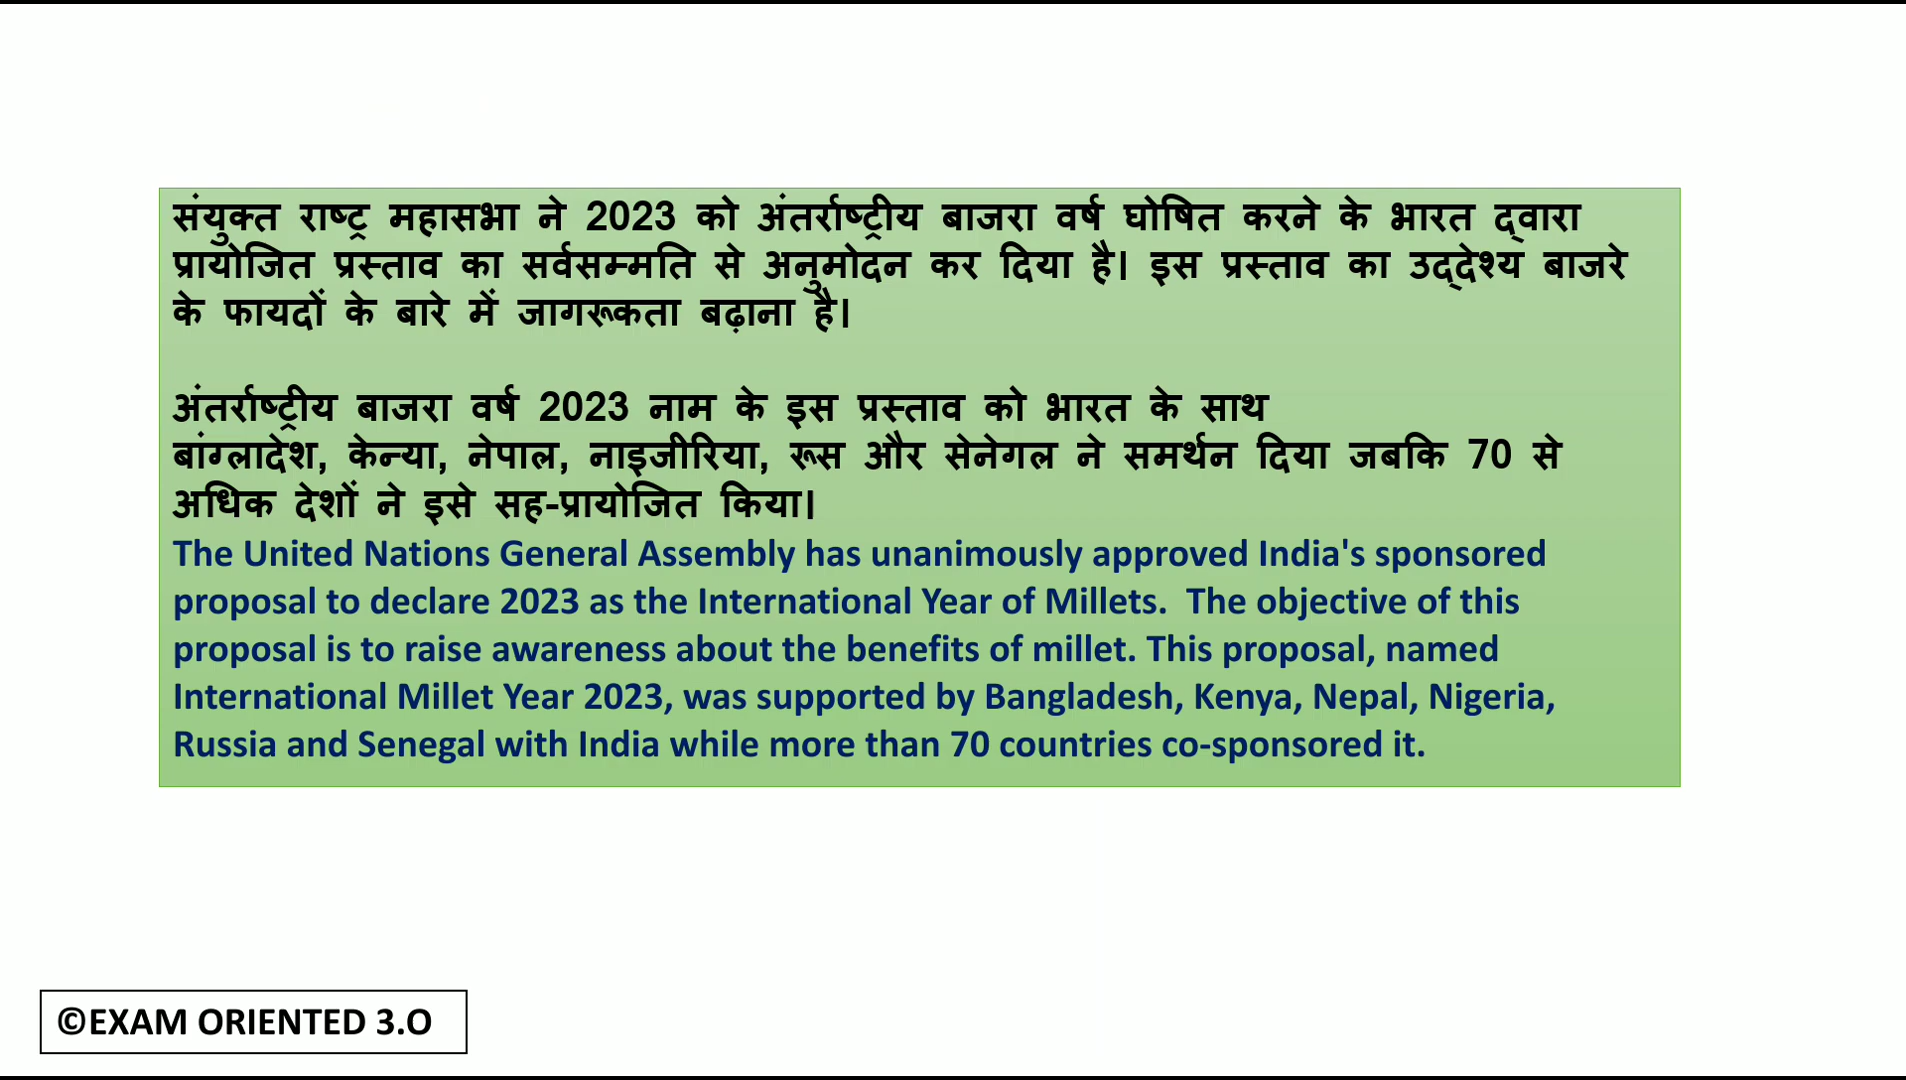 संयुक्त राष्ट्र महासभा ने 2023 को अंतर्राष्ट्रीय बाजरा वर्ष घोषित करने के भारत द्वारा
प्रायोजित प्रस्ताव का सर्वसम्मति से अनुमोदन कर दिया है। इस प्रस्ताव का उद्देश्य बाजरे
के फायदों के बारे में जागरूकता बढ़ाना है।
अंतर्राष्ट्रीय बाजरा वर्ष 2023 नाम के इस प्रस्ताव को भारत के साथ
बांग्लादेश, केन्या, नेपाल, नाइजीरिया, रूस और सेनेगल ने समर्थन दिया जबकि 70 से
अधिक देशों ने इसे सह-प्रायोजित किया।
The United Nations General Assembly has unanimously approved India's sponsored
proposal to declare 2023 as the International Year of Millets.  The objective of this
proposal is to raise awareness about the benefits of millet. This proposal, named
International Millet Year 2023, was supported by Bangladesh, Kenya, Nepal, Nigeria,
Russia and Senegal with India while more than 70 countries co-sponsored it.
©EXAM ORIENTED 3.O